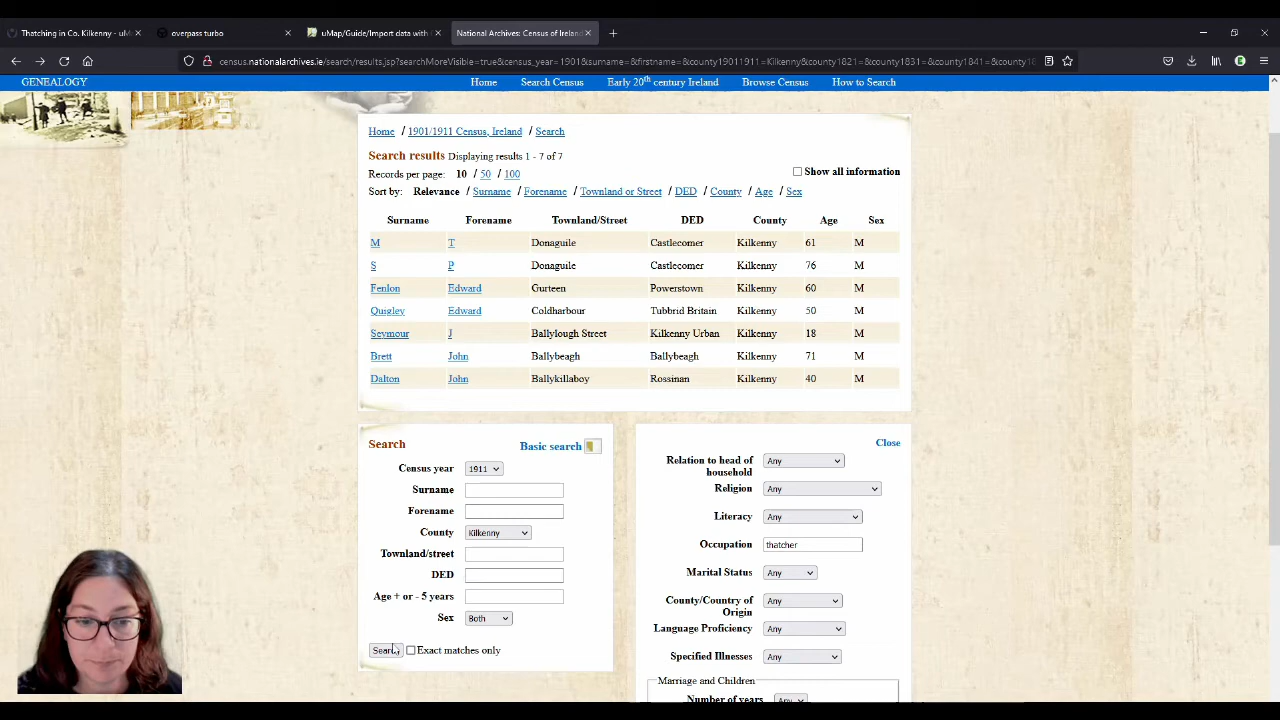 Thatching in Co. Kilkenny - uMa
overpass turbo
uMap/Guide/Import data with
National Archives: Census of Ireland
census.nationalarchives.ie/search/results.jsp?searchMoreVisible=true&census_year=1901&surname=&firstname=&county19011911=Kilkenny&county1821=&county1831=&county1841=&county18
GENEALOGY
Home
Search Census
Early 20th century Ireland
Browse Census
How to Search
Home / 1901/1911 Census, Ireland / Search
Search results Displaying results 1 - 7 of 7
Records per page: 10 / 50 / 100
Show all information
Sort by: Relevance / Surname / Forename / Townland or Street / DED / County / Age / Sex
Surname Forename Townland/Street DED County Age Sex
M T Donaguile Castlecomer Kilkenny 61 M
S P Donaguile Castlecomer Kilkenny 76 M
Fenlon Edward Gurteen Powerstown Kilkenny 60 M
Quigley Edward Coldharbour Tubbrid Britain Kilkenny 50 M
Seymour J Ballylough Street Kilkenny Urban Kilkenny 18 M
Brett John Ballybeagh Ballybeagh Kilkenny 71 M
Dalton John Ballykillaboy Rossinan Kilkenny 40 M
Search
Basic search
Census year 1911
Surname
Forename
County Kilkenny
Townland/street
DED
Age + or - 5 years
Sex Both
Search
Exact matches only
Close
Relation to head of household Any
Religion Any
Literacy Any
Occupation thatcher
Marital Status Any
County/Country of Origin Any
Language Proficiency Any
Specified Illnesses Any
Marriage and Children
Number of years Any